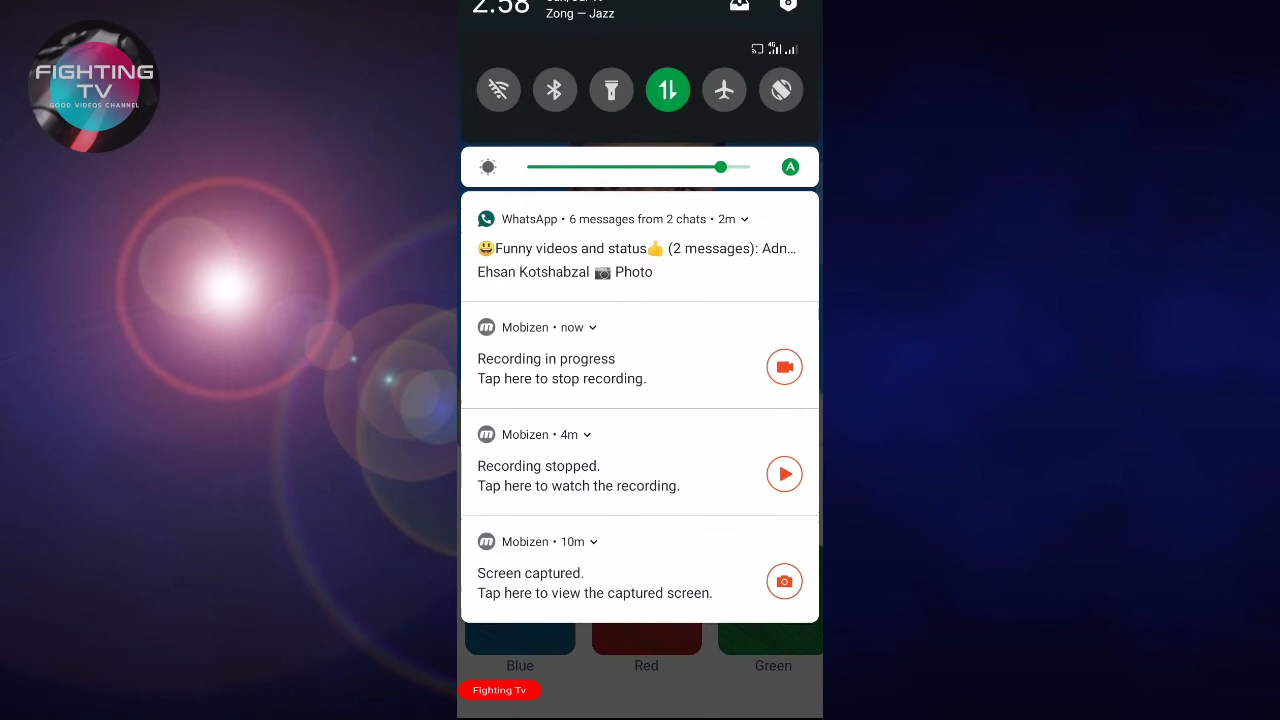 FIGHTING
TV
GOOD VIDEOS CHANNEL
2:58
Zong — Jazz
4G
A
WhatsApp • 6 messages from 2 chats • 2m
😃Funny videos and status👍 (2 messages): Adn...
Ehsan Kotshabzal 📷 Photo
m Mobizen • now
Recording in progress
Tap here to stop recording.
m Mobizen • 4m
Recording stopped.
Tap here to watch the recording.
m Mobizen • 10m
Screen captured.
Tap here to view the captured screen.
Blue Red Green
Fighting Tv